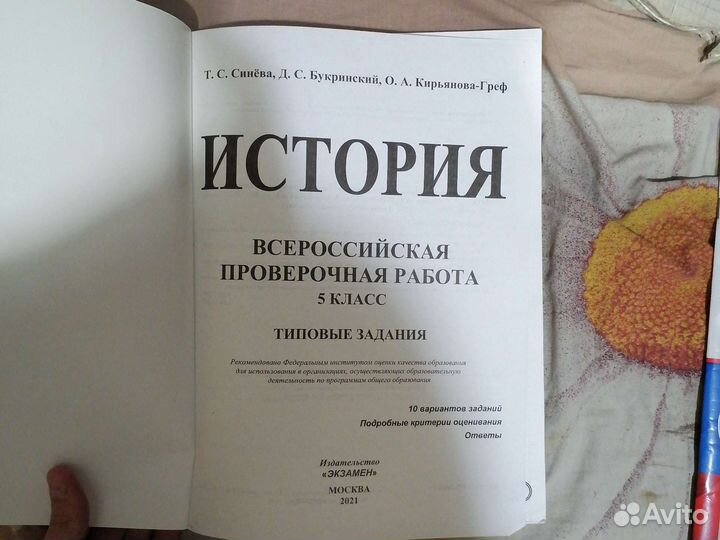 Т. С. Синёва, Д. С. Букринский, О. А. Кирьянова-Греф
ИСТОРИЯ
ВСЕРОССИЙСКАЯ
ПРОВЕРОЧНАЯ РАБОТА
5 КЛАСС
ТИПОВЫЕ ЗАДАНИЯ
Рекомендовано Федеральным институтом оценки качества образования
для использования в организациях, осуществляющих образовательную
деятельность по программам общего образования
10 вариантов заданий
Подробные критерии оценивания
Ответы
Издательство
«ЭКЗАМЕН»
МОСКВА
2021
Avito